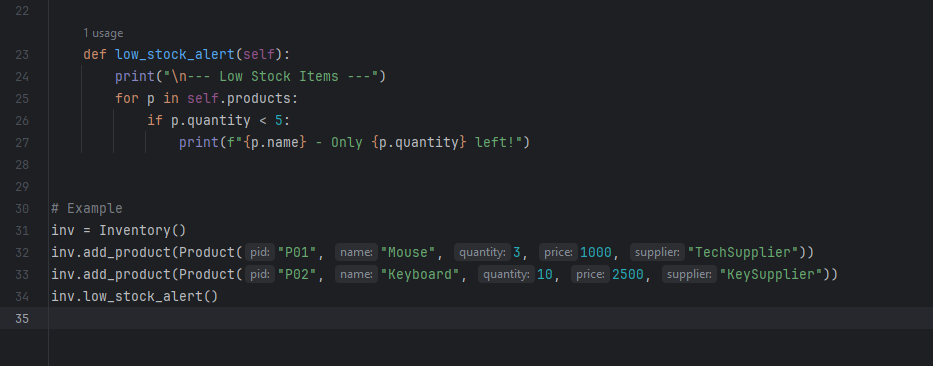 22
1 usage
23 def low_stock_alert(self):
24 print("\n--- Low Stock Items ---")
25 for p in self.products:
26 if p.quantity < 5:
27 print(f"{p.name} - Only {p.quantity} left!")
28
29
30 # Example
31 inv = Inventory()
32 inv.add_product(Product( pid: "P01", name: "Mouse", quantity: 3, price: 1000, supplier: "TechSupplier"))
33 inv.add_product(Product( pid: "P02", name: "Keyboard", quantity: 10, price: 2500, supplier: "KeySupplier"))
34 inv.low_stock_alert()
35